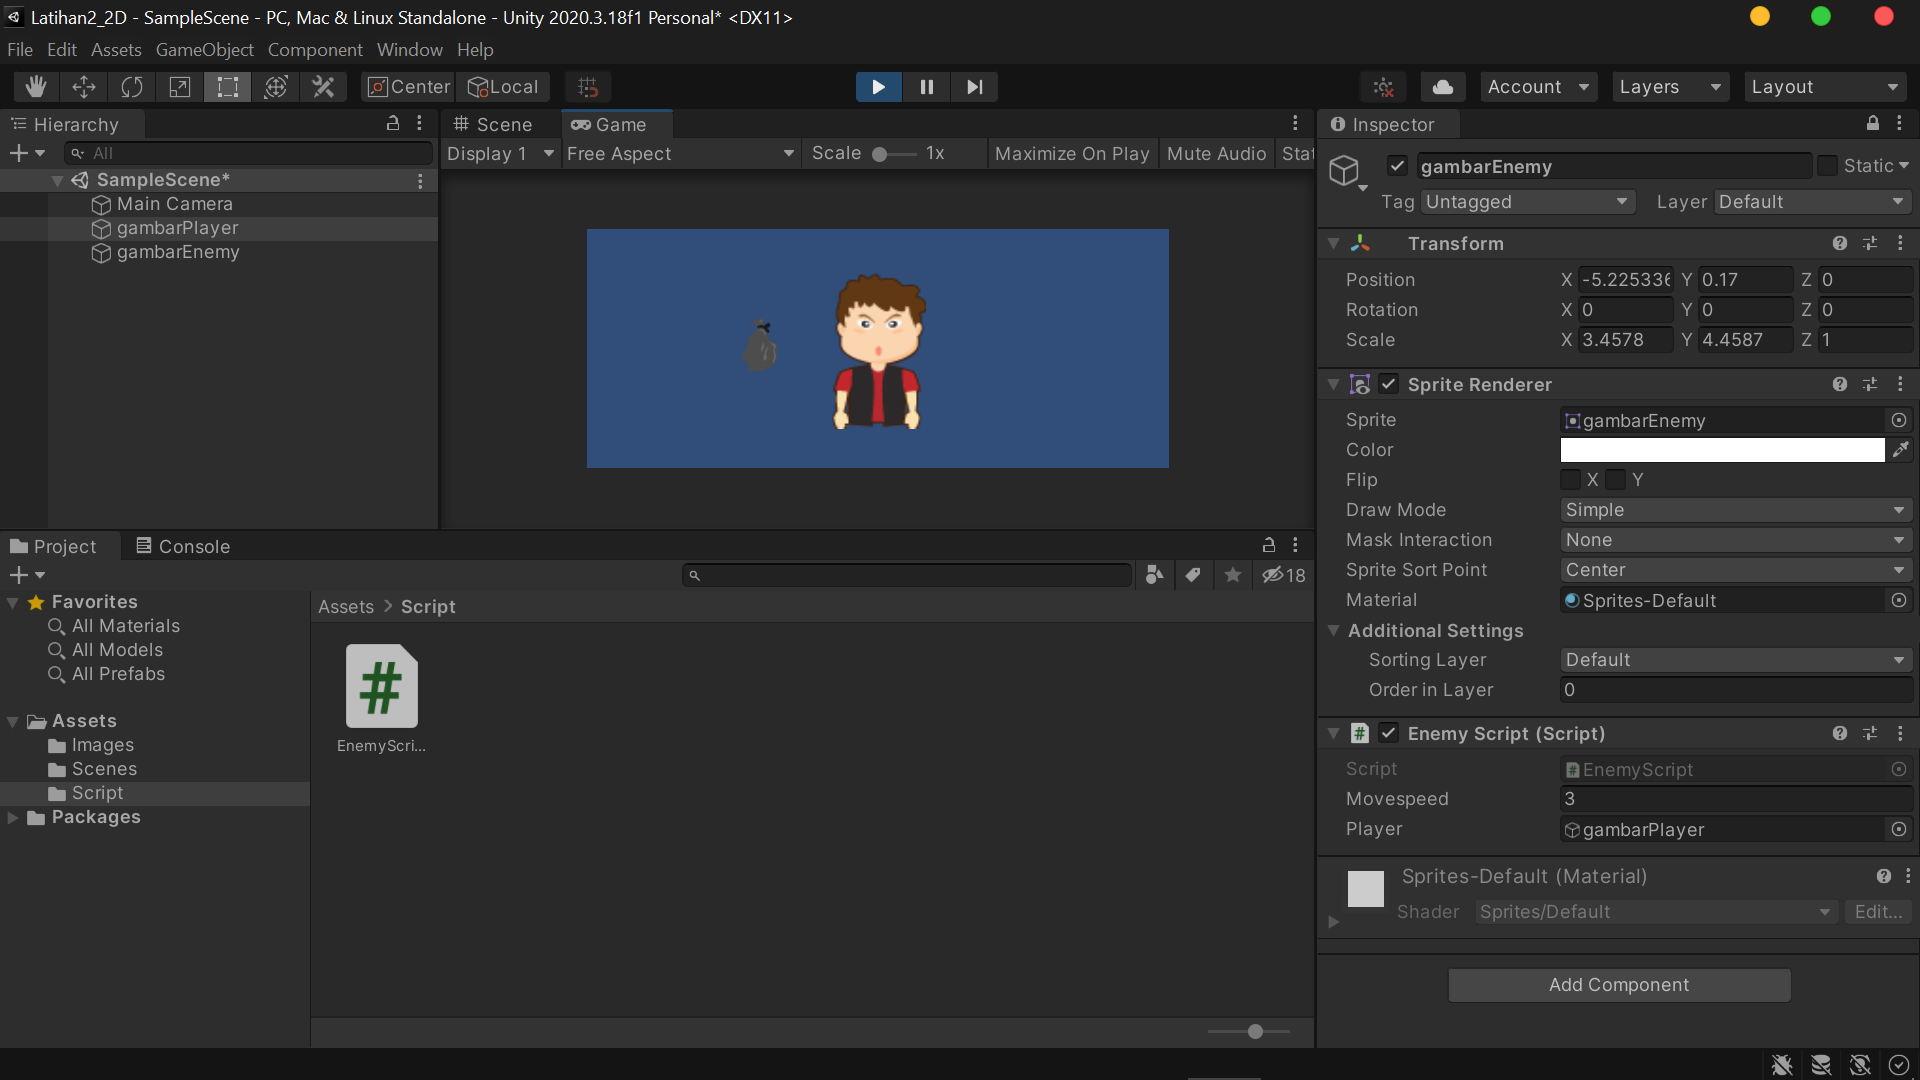 Latihan2_2D - SampleScene - PC, Mac & Linux Standalone - Unity 2020.3.18f1 Personal* <DX11>
File Edit Assets GameObject Component Window Help
Center Local Account Layers Layout
Hierarchy
All
SampleScene*
Main Camera
gambarPlayer
gambarEnemy
Scene Game
Display 1 Free Aspect Scale 1x Maximize On Play Mute Audio Stat
Project Console
18
Favorites
All Materials
All Models
All Prefabs
Assets
Images
Scenes
Script
Packages
Assets > Script
#
EnemyScri...
Inspector
gambarEnemy Static
Tag Untagged Layer Default
Transform
Position X -5.225336 Y 0.17 Z 0
Rotation X 0 Y 0 Z 0
Scale X 3.4578 Y 4.4587 Z 1
Sprite Renderer
Sprite gambarEnemy
Color
Flip X Y
Draw Mode Simple
Mask Interaction None
Sprite Sort Point Center
Material Sprites-Default
Additional Settings
Sorting Layer Default
Order in Layer 0
# Enemy Script (Script)
Script # EnemyScript
Movespeed 3
Player gambarPlayer
Sprites-Default (Material)
Shader Sprites/Default Edit...
Add Component